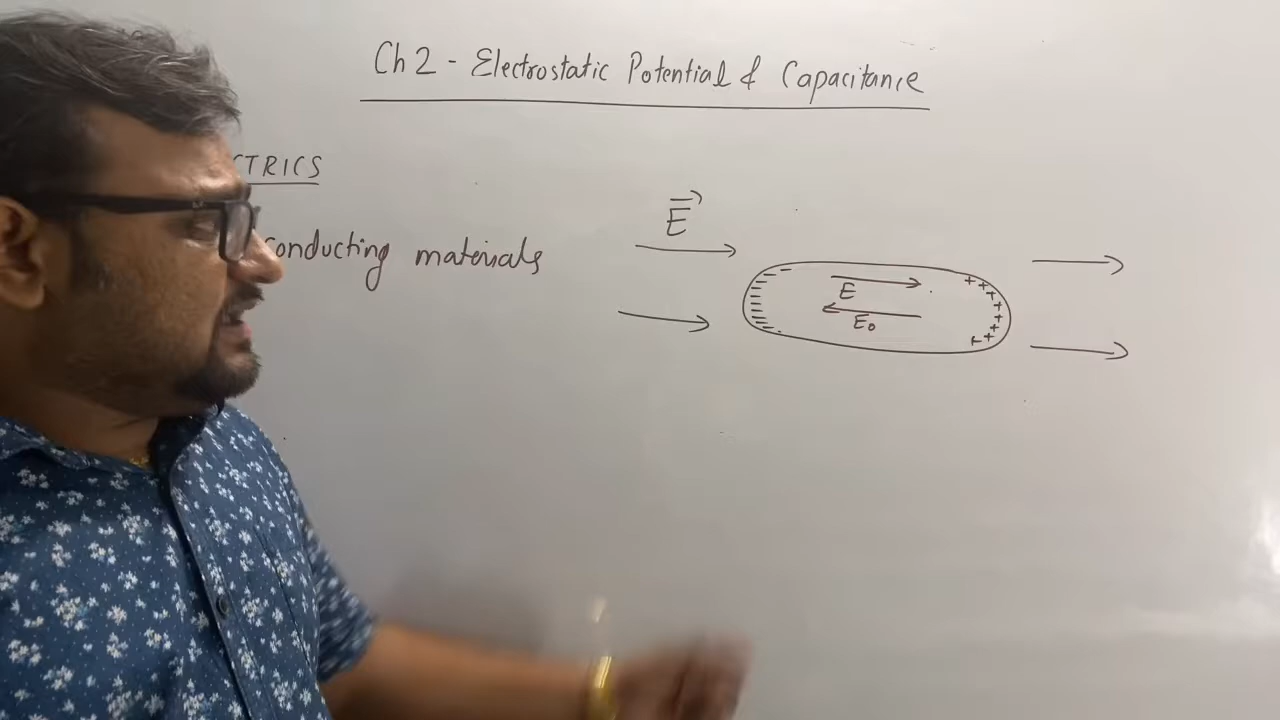 Ch 2 - Electrostatic Potential & Capacitance
CTRICS
conducting materials
E
E
E₀